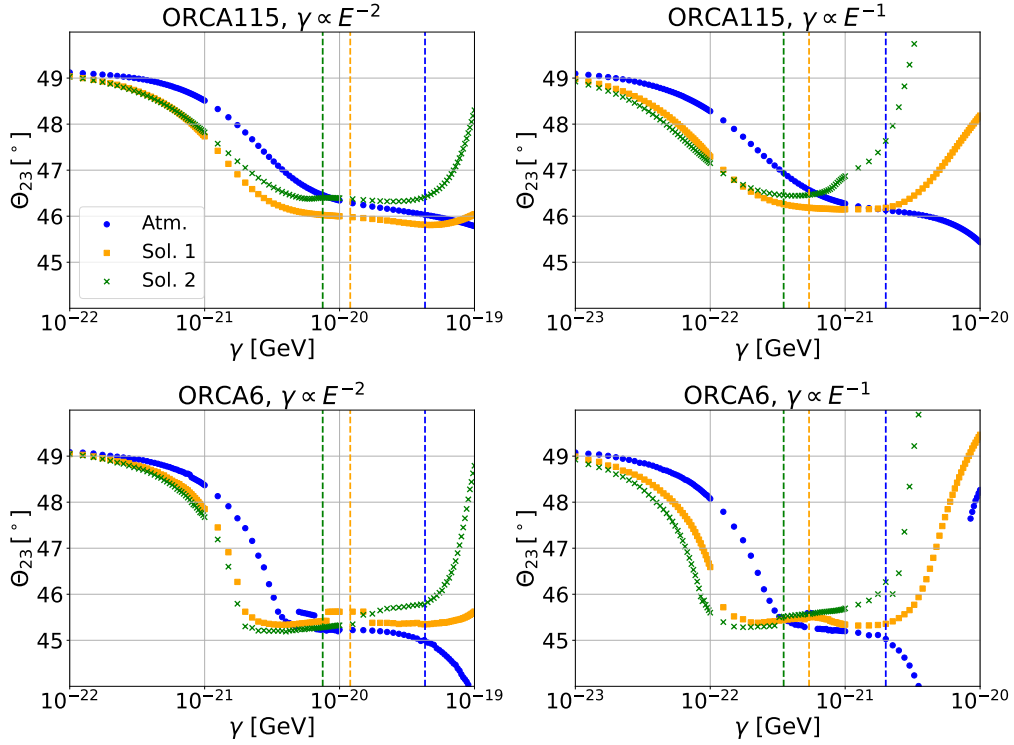 ORCA115, γ ∝ E⁻²
Θ₂₃ [°]
49
48
47
46
45
Atm.
Sol. 1
Sol. 2
10⁻²² 10⁻²¹ 10⁻²⁰ 10⁻¹⁹
γ [GeV]
ORCA115, γ ∝ E⁻¹
Θ₂₃ [°]
49
48
47
46
45
10⁻²³ 10⁻²² 10⁻²¹ 10⁻²⁰
γ [GeV]
ORCA6, γ ∝ E⁻²
Θ₂₃ [°]
49
48
47
46
45
10⁻²² 10⁻²¹ 10⁻²⁰ 10⁻¹⁹
γ [GeV]
ORCA6, γ ∝ E⁻¹
Θ₂₃ [°]
49
48
47
46
45
10⁻²³ 10⁻²² 10⁻²¹ 10⁻²⁰
γ [GeV]